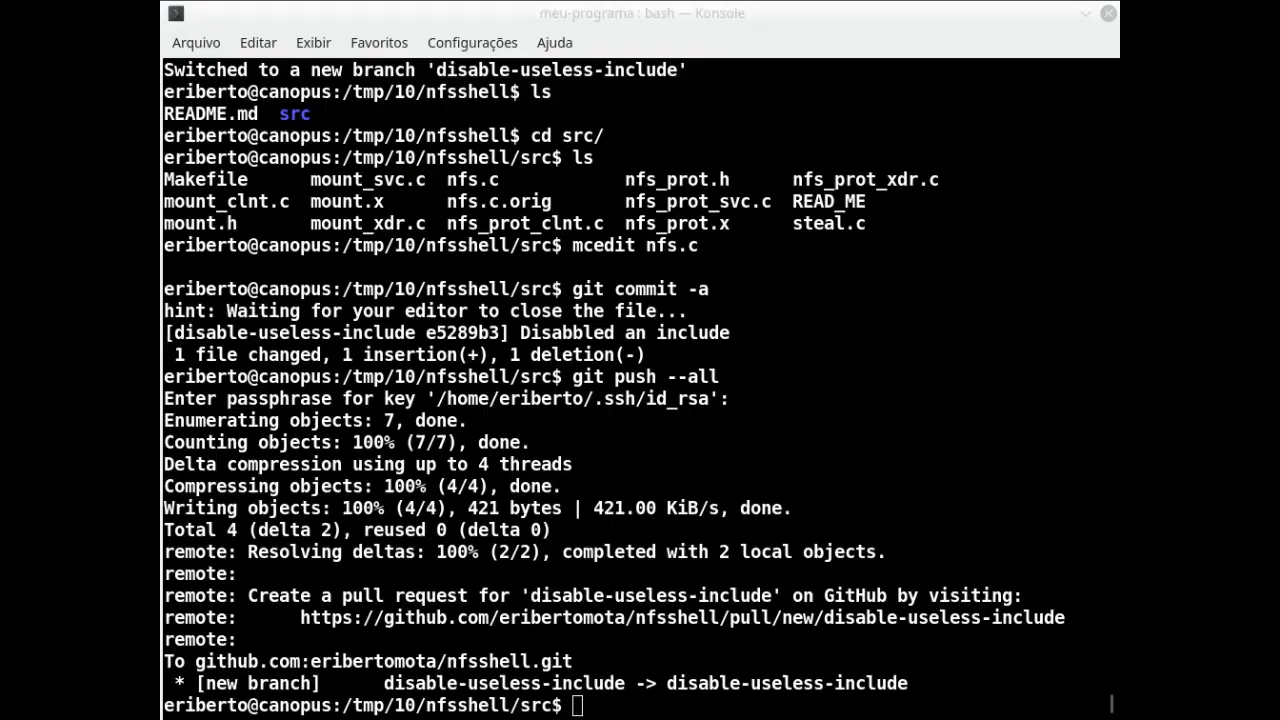 meu-programa : bash — Konsole
Arquivo Editar Exibir Favoritos Configurações Ajuda
Switched to a new branch 'disable-useless-include'
eriberto@canopus:/tmp/10/nfsshell$ ls
README.md  src
eriberto@canopus:/tmp/10/nfsshell$ cd src/
eriberto@canopus:/tmp/10/nfsshell/src$ ls
Makefile      mount_svc.c  nfs.c            nfs_prot.h      nfs_prot_xdr.c
mount_clnt.c  mount.x      nfs.c.orig       nfs_prot_svc.c  READ_ME
mount.h       mount_xdr.c  nfs_prot_clnt.c  nfs_prot.x      steal.c
eriberto@canopus:/tmp/10/nfsshell/src$ mcedit nfs.c
eriberto@canopus:/tmp/10/nfsshell/src$ git commit -a
hint: Waiting for your editor to close the file...
[disable-useless-include e5289b3] Disabbled an include
 1 file changed, 1 insertion(+), 1 deletion(-)
eriberto@canopus:/tmp/10/nfsshell/src$ git push --all
Enter passphrase for key '/home/eriberto/.ssh/id_rsa':
Enumerating objects: 7, done.
Counting objects: 100% (7/7), done.
Delta compression using up to 4 threads
Compressing objects: 100% (4/4), done.
Writing objects: 100% (4/4), 421 bytes | 421.00 KiB/s, done.
Total 4 (delta 2), reused 0 (delta 0)
remote: Resolving deltas: 100% (2/2), completed with 2 local objects.
remote:
remote: Create a pull request for 'disable-useless-include' on GitHub by visiting:
remote:      https://github.com/eribertomota/nfsshell/pull/new/disable-useless-include
remote:
To github.com:eribertomota/nfsshell.git
 * [new branch]      disable-useless-include -> disable-useless-include
eriberto@canopus:/tmp/10/nfsshell/src$